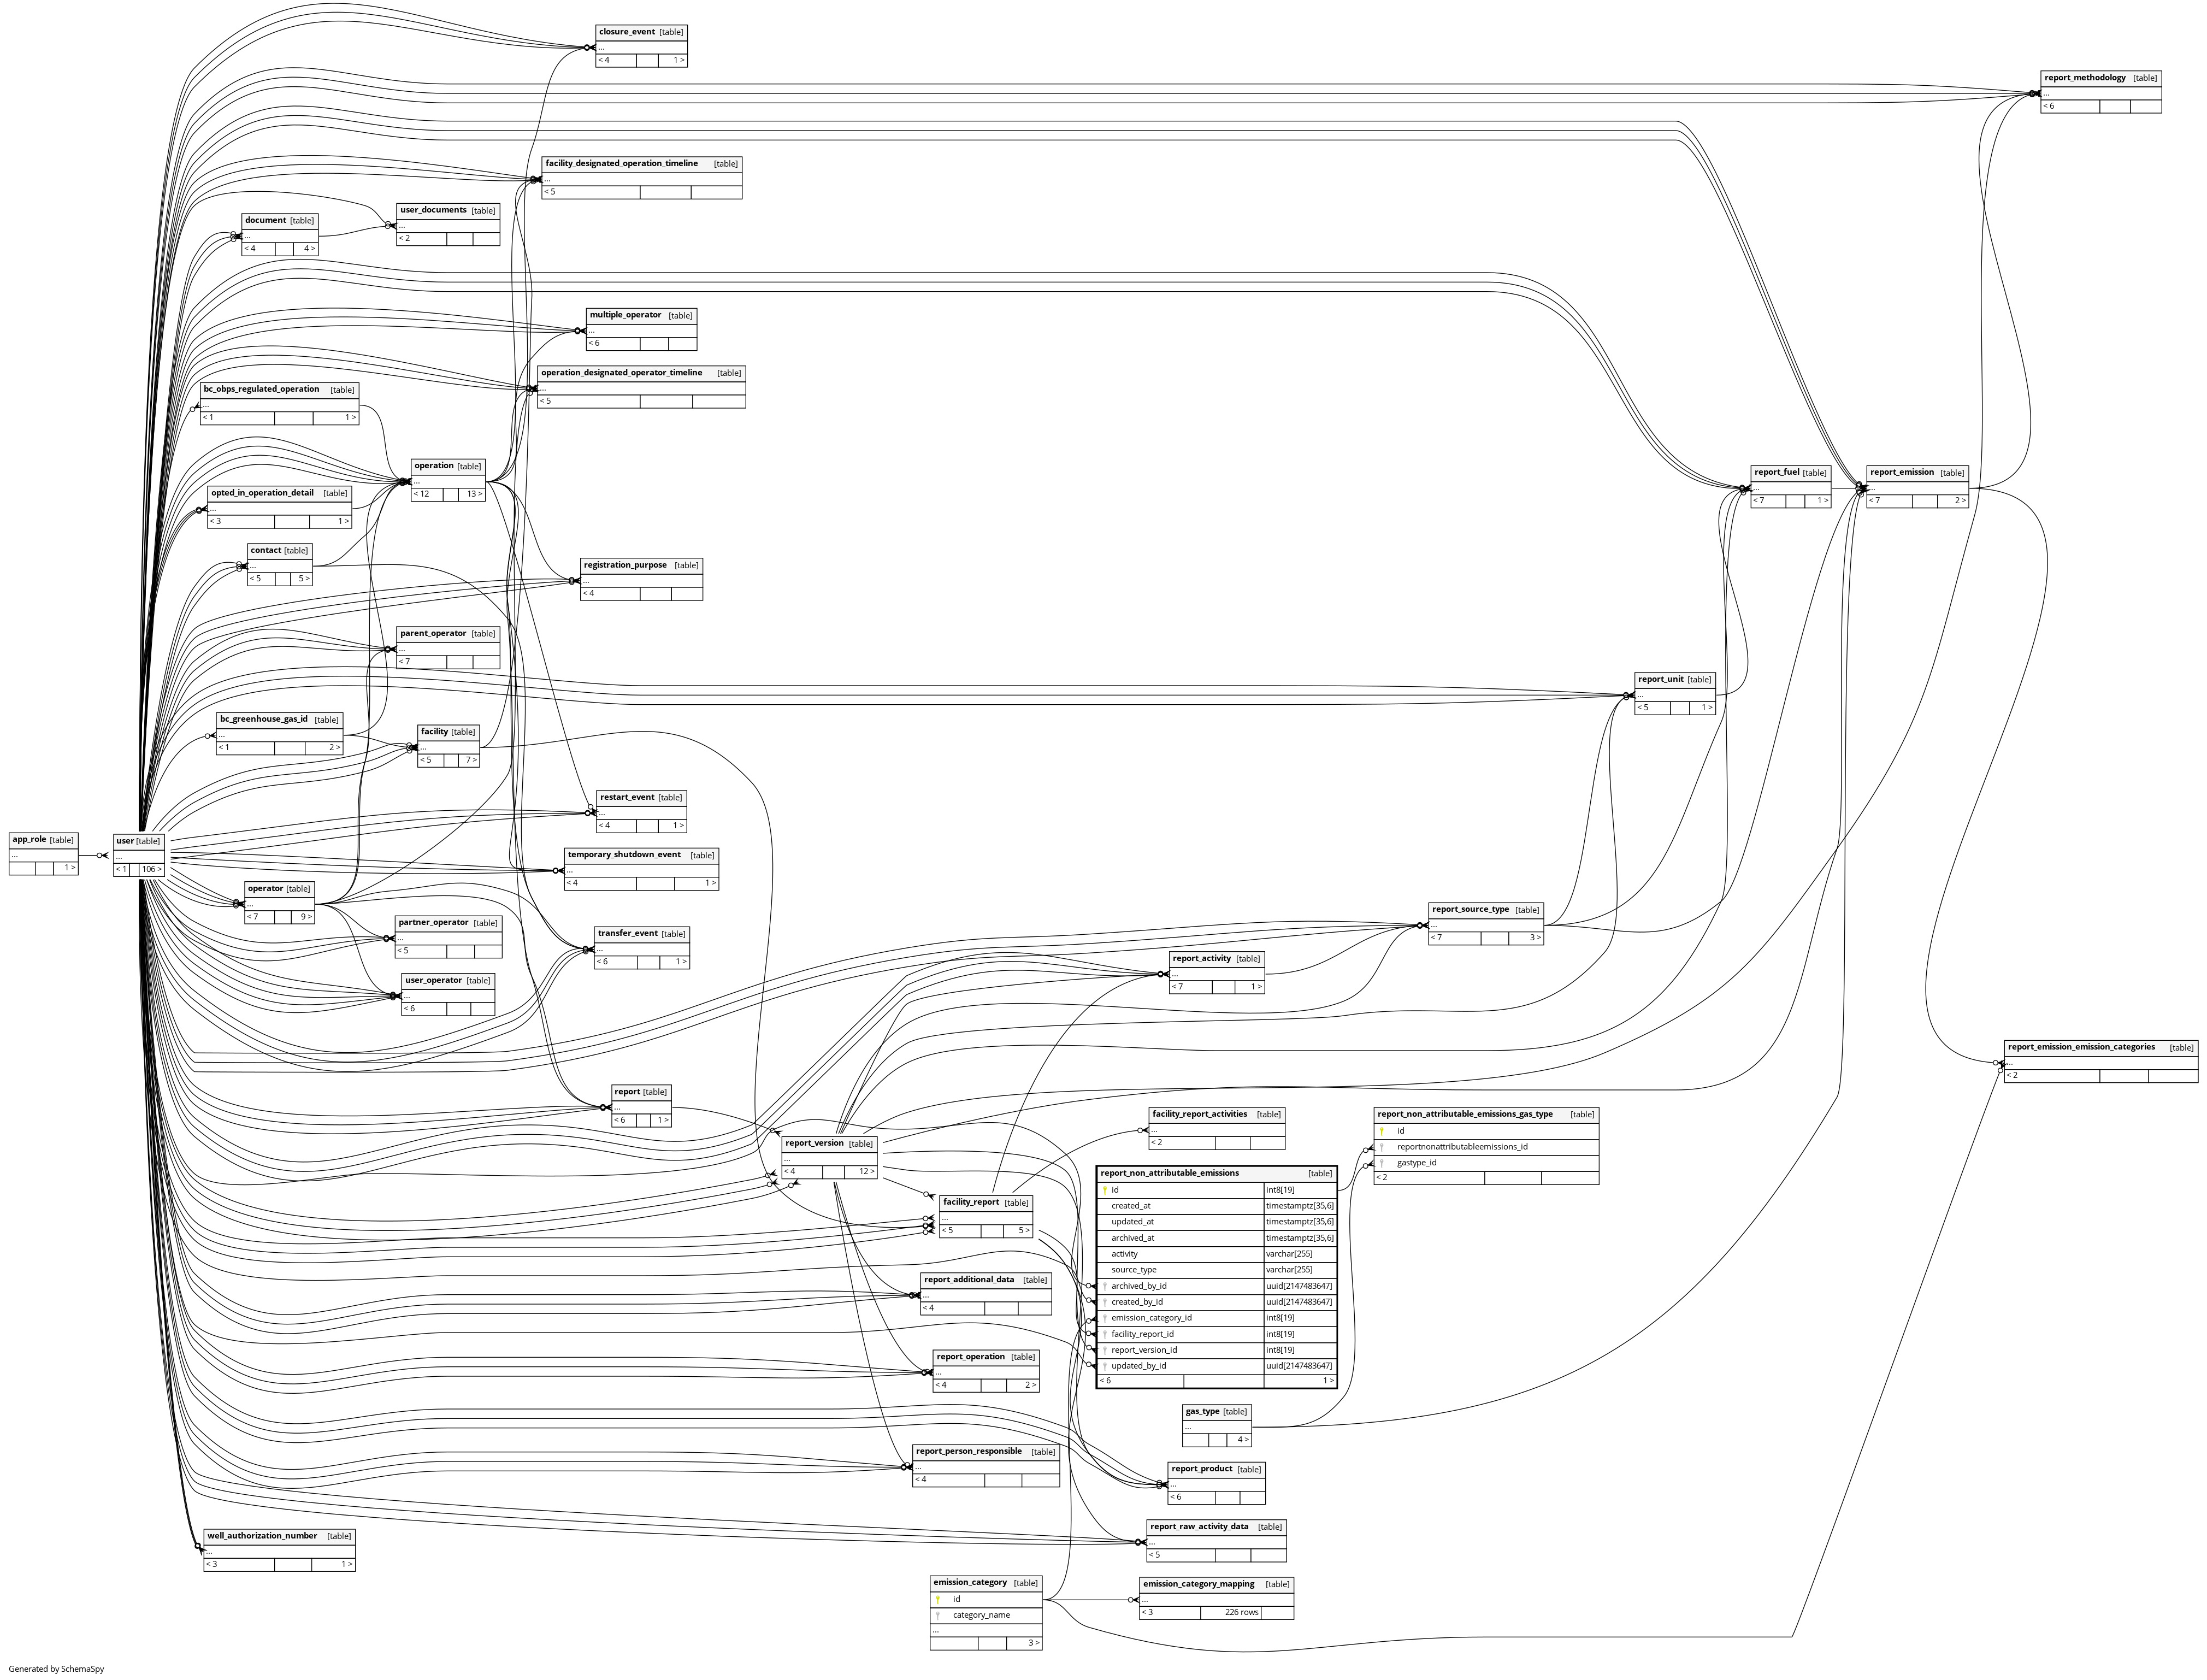 closure_event [table]
...
< 4 1 >
report_methodology [table]
...
< 6
facility_designated_operation_timeline [table]
...
< 5
user_documents [table]
...
< 2
document [table]
...
< 4 4 >
multiple_operator [table]
...
< 6
operation_designated_operator_timeline [table]
...
< 5
bc_obps_regulated_operation [table]
...
< 1 1 >
operation [table]
...
< 12 13 >
report_fuel [table]
...
< 7 1 >
report_emission [table]
...
< 7 2 >
opted_in_operation_detail [table]
...
< 3 1 >
contact [table]
...
< 5 5 >
registration_purpose [table]
...
< 4
parent_operator [table]
...
< 7
report_unit [table]
...
< 5 1 >
bc_greenhouse_gas_id [table]
...
< 1 2 >
facility [table]
...
< 5 7 >
restart_event [table]
...
< 4 1 >
app_role [table]
...
1 >
user [table]
...
< 1 106 >
temporary_shutdown_event [table]
...
< 4 1 >
operator [table]
...
< 7 9 >
partner_operator [table]
...
< 5
transfer_event [table]
...
< 6 1 >
report_source_type [table]
...
< 7 3 >
report_activity [table]
...
< 7 1 >
user_operator [table]
...
< 6
report_emission_emission_categories [table]
...
< 2
report [table]
...
< 6 1 >
report_version [table]
...
< 4 12 >
facility_report_activities [table]
...
< 2
report_non_attributable_emissions_gas_type [table]
id
reportnonattributableemissions_id
gastype_id
< 2
report_non_attributable_emissions [table]
id int8[19]
created_at timestamptz[35,6]
updated_at timestamptz[35,6]
archived_at timestamptz[35,6]
activity varchar[255]
source_type varchar[255]
archived_by_id uuid[2147483647]
created_by_id uuid[2147483647]
emission_category_id int8[19]
facility_report_id int8[19]
report_version_id int8[19]
updated_by_id uuid[2147483647]
< 6 1 >
facility_report [table]
...
< 5 5 >
report_additional_data [table]
...
< 4
report_operation [table]
...
< 4 2 >
gas_type [table]
...
4 >
report_person_responsible [table]
...
< 4
report_product [table]
...
< 6
report_raw_activity_data [table]
...
< 5
well_authorization_number [table]
...
< 3 1 >
emission_category [table]
id
category_name
...
3 >
emission_category_mapping [table]
...
< 3 226 rows
Generated by SchemaSpy